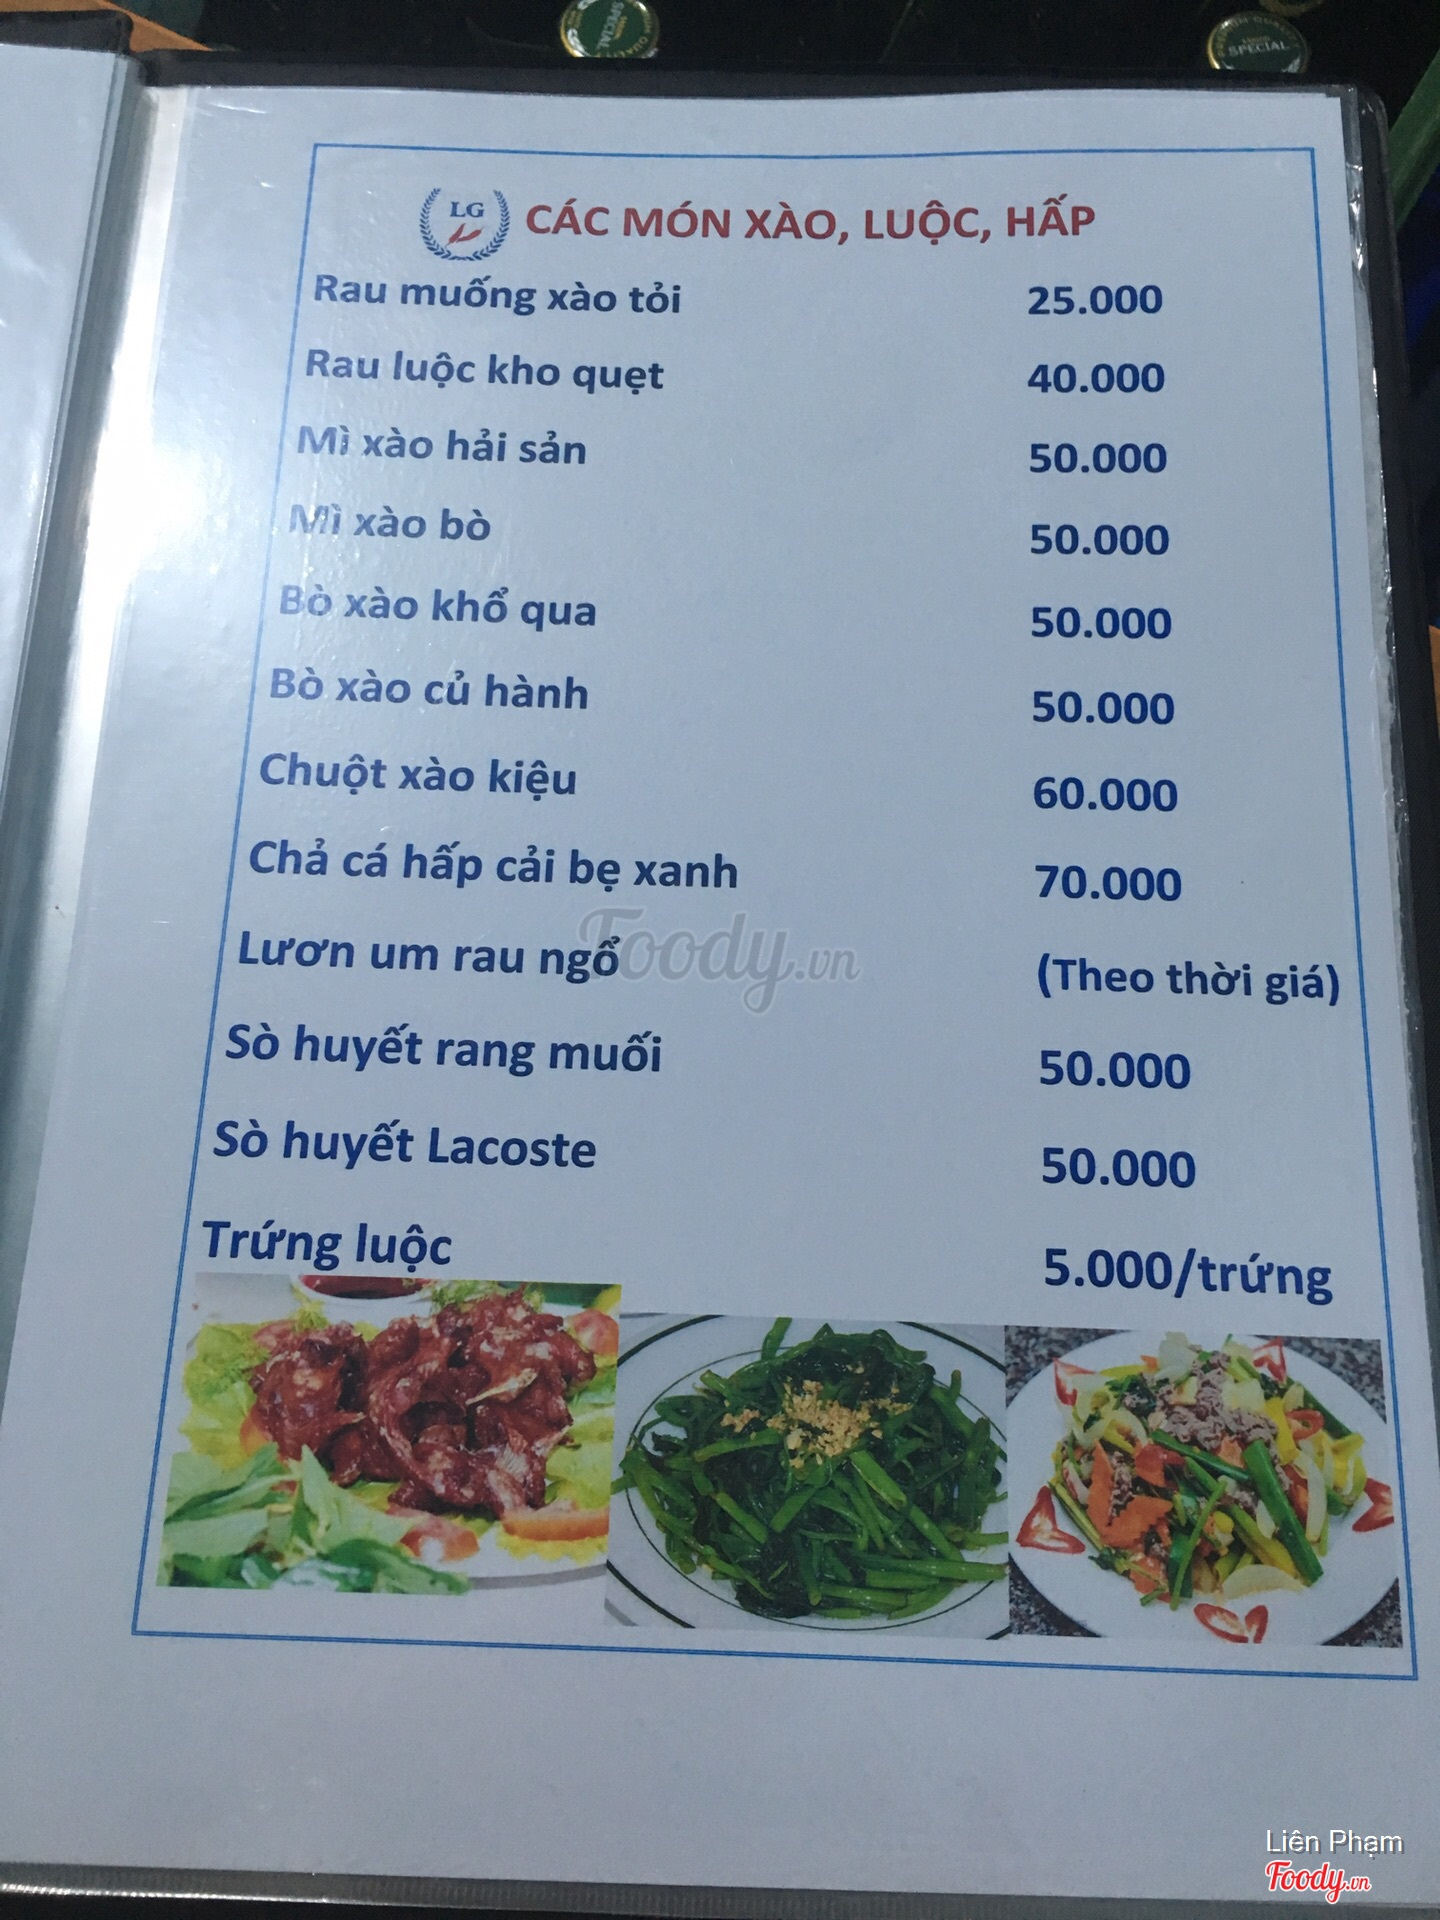 SAIGON SPECIAL
SPECIAL
LG
CÁC MÓN XÀO, LUỘC, HẤP
Rau muống xào tỏi 25.000
Rau luộc kho quẹt 40.000
Mì xào hải sản 50.000
Mì xào bò 50.000
Bò xào khổ qua 50.000
Bò xào củ hành 50.000
Chuột xào kiệu 60.000
Chả cá hấp cải bẹ xanh 70.000
Lươn um rau ngổ (Theo thời giá)
Foody.vn
Sò huyết rang muối 50.000
Sò huyết Lacoste 50.000
Trứng luộc 5.000/trứng
Liên Phạm
Foody.vn